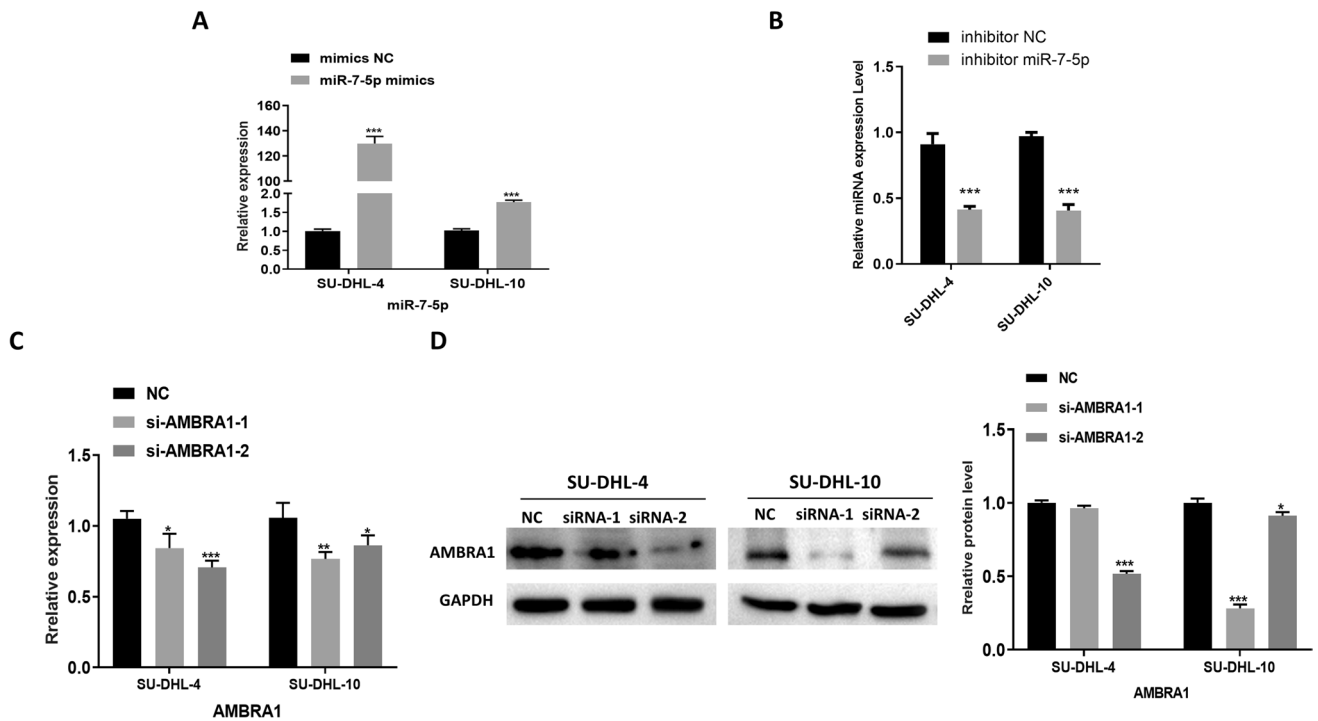 A
mimics NC
miR-7-5p mimics
Rrelative expression
160
140
120
100
2.0
1.5
1.0
0.5
0.0
***
***
SU-DHL-4
SU-DHL-10
miR-7-5p
B
inhibitor NC
inhibitor miR-7-5p
Relative miRNA expression Level
1.5
1.0
0.5
0.0
***
***
SU-DHL-4
SU-DHL-10
C
NC
si-AMBRA1-1
si-AMBRA1-2
Rrelative expression
1.5
1.0
0.5
0.0
*
***
**
*
SU-DHL-4
SU-DHL-10
AMBRA1
D
SU-DHL-4
SU-DHL-10
NC siRNA-1 siRNA-2
NC siRNA-1 siRNA-2
AMBRA1
GAPDH
NC
si-AMBRA1-1
si-AMBRA1-2
Rrelative protein level
1.5
1.0
0.5
0.0
***
***
*
SU-DHL-4
SU-DHL-10
AMBRA1